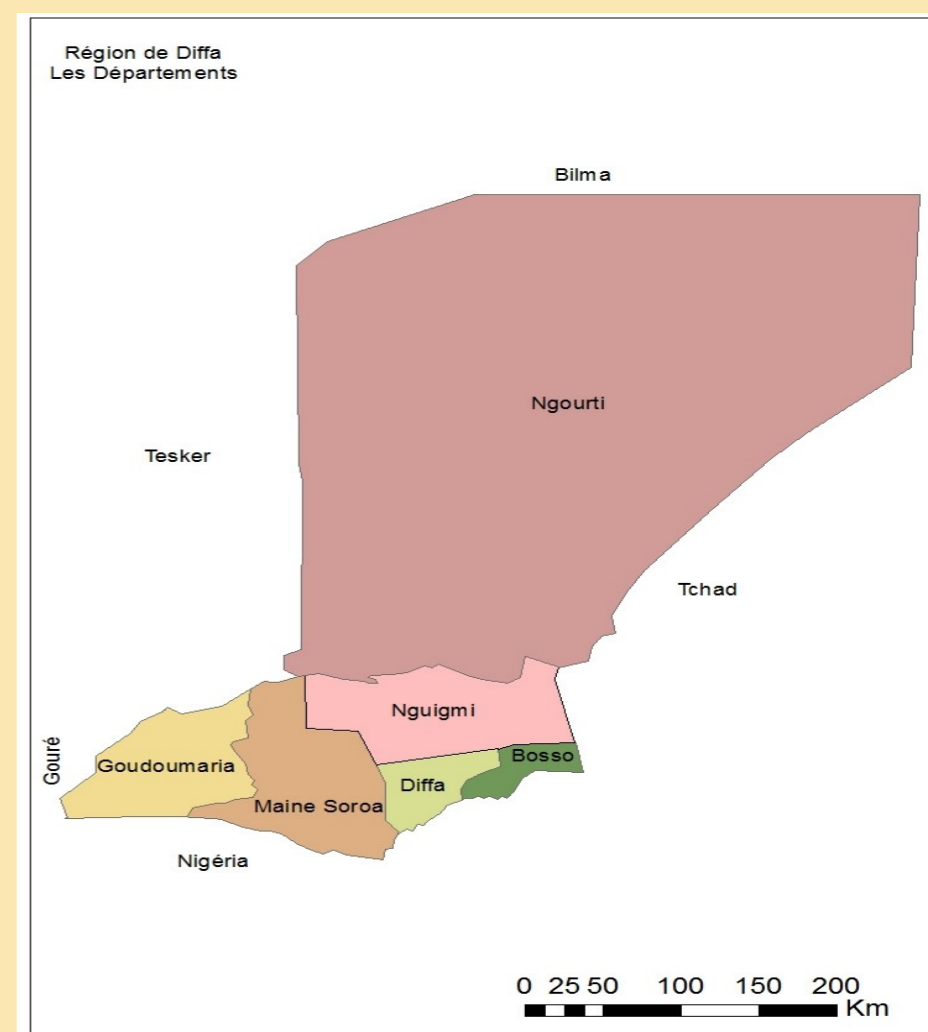 Région de Diffa
Les Départements
Bilma
Ngourti
Tesker
Tchad
Nguigmi
Gouré
Goudoumaria
Bosso
Diffa
Maine Soroa
Nigéria
0 25 50 100 150 200
Km